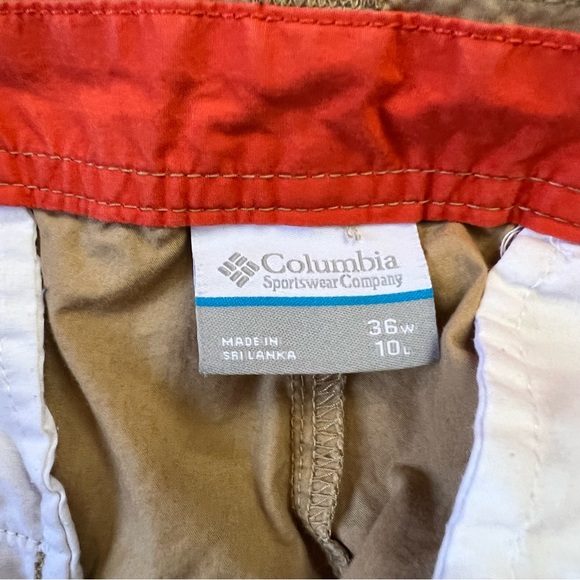 Columbia
Sportswear Company
36W
MADE IN
SRI LANKA
10L